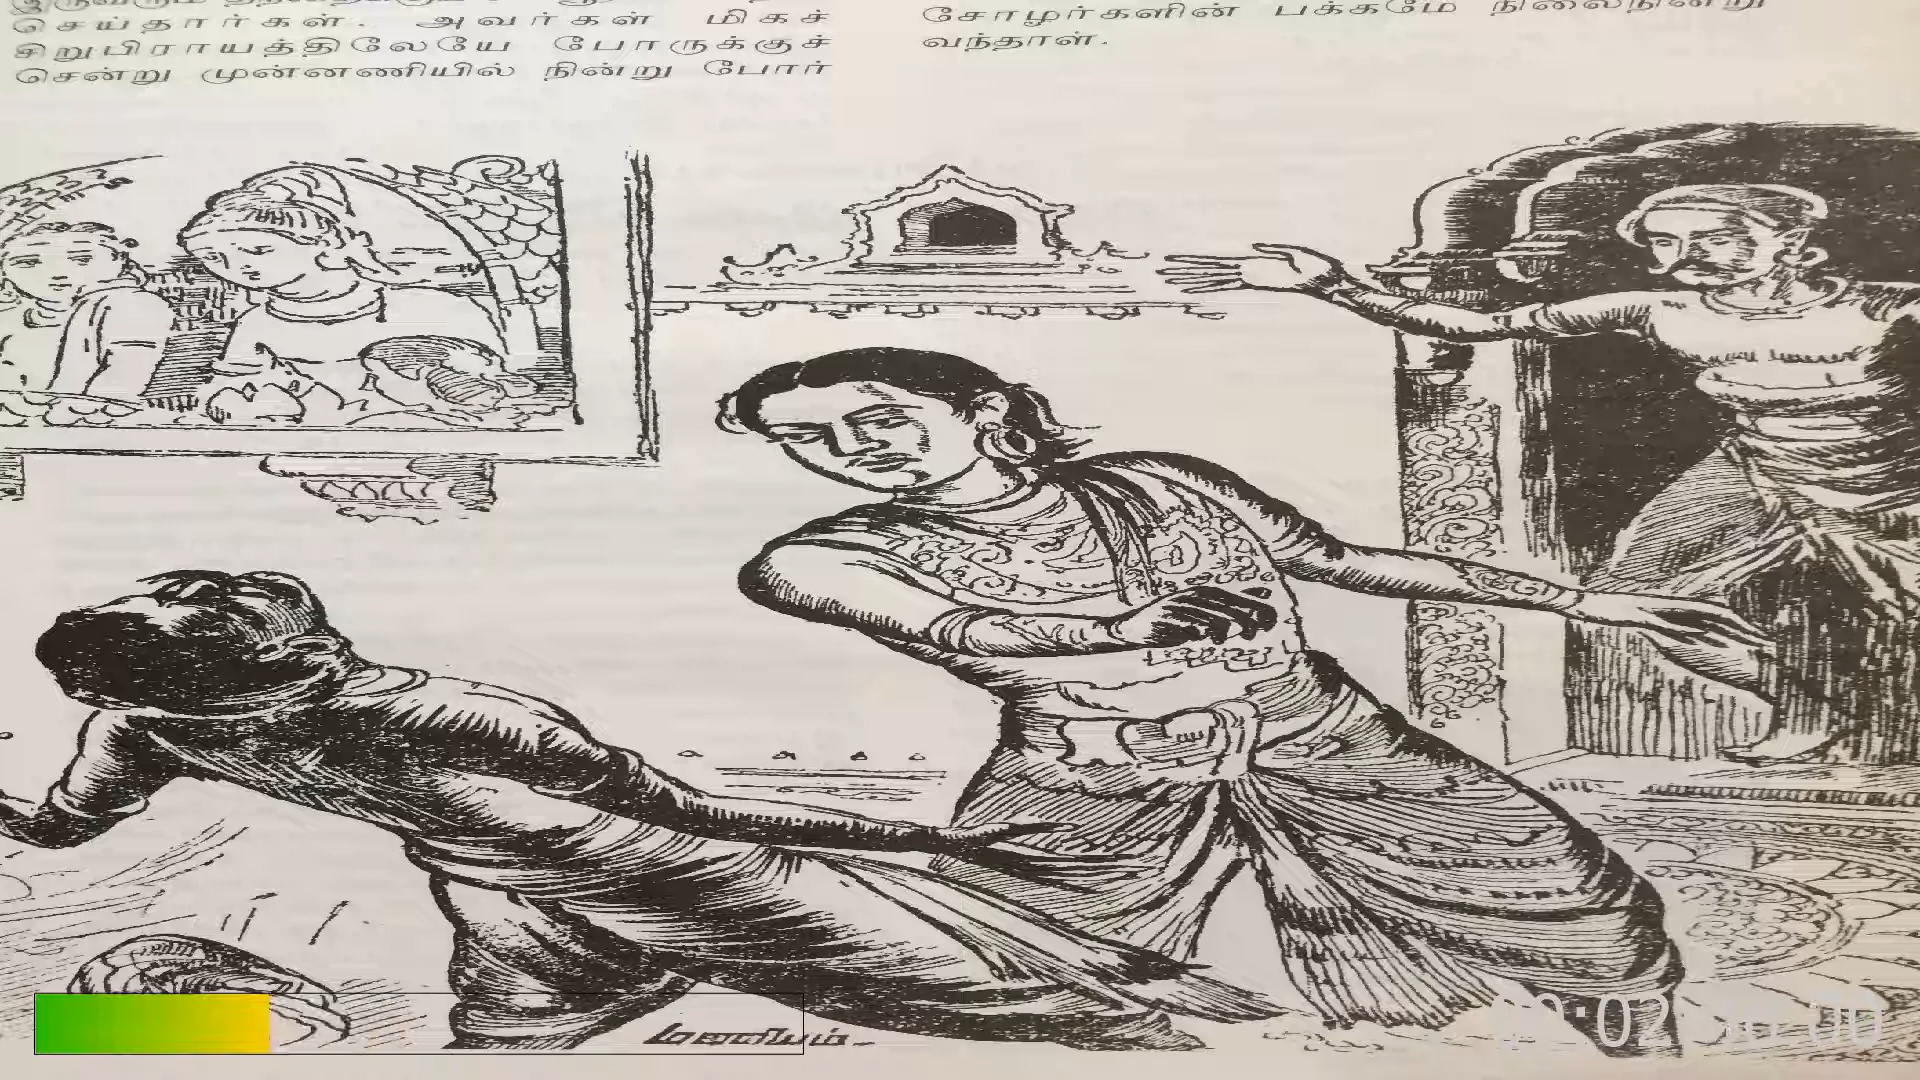 செய்தார்கள். அவர்கள் மிகச்
சிறுபிராயத்திலேயே போருக்குச்
சென்று முன்னணியில் நின்று போர்
சோழர்களின் பக்கமே நிலைநின்று
வந்தாள்.
மணியம்